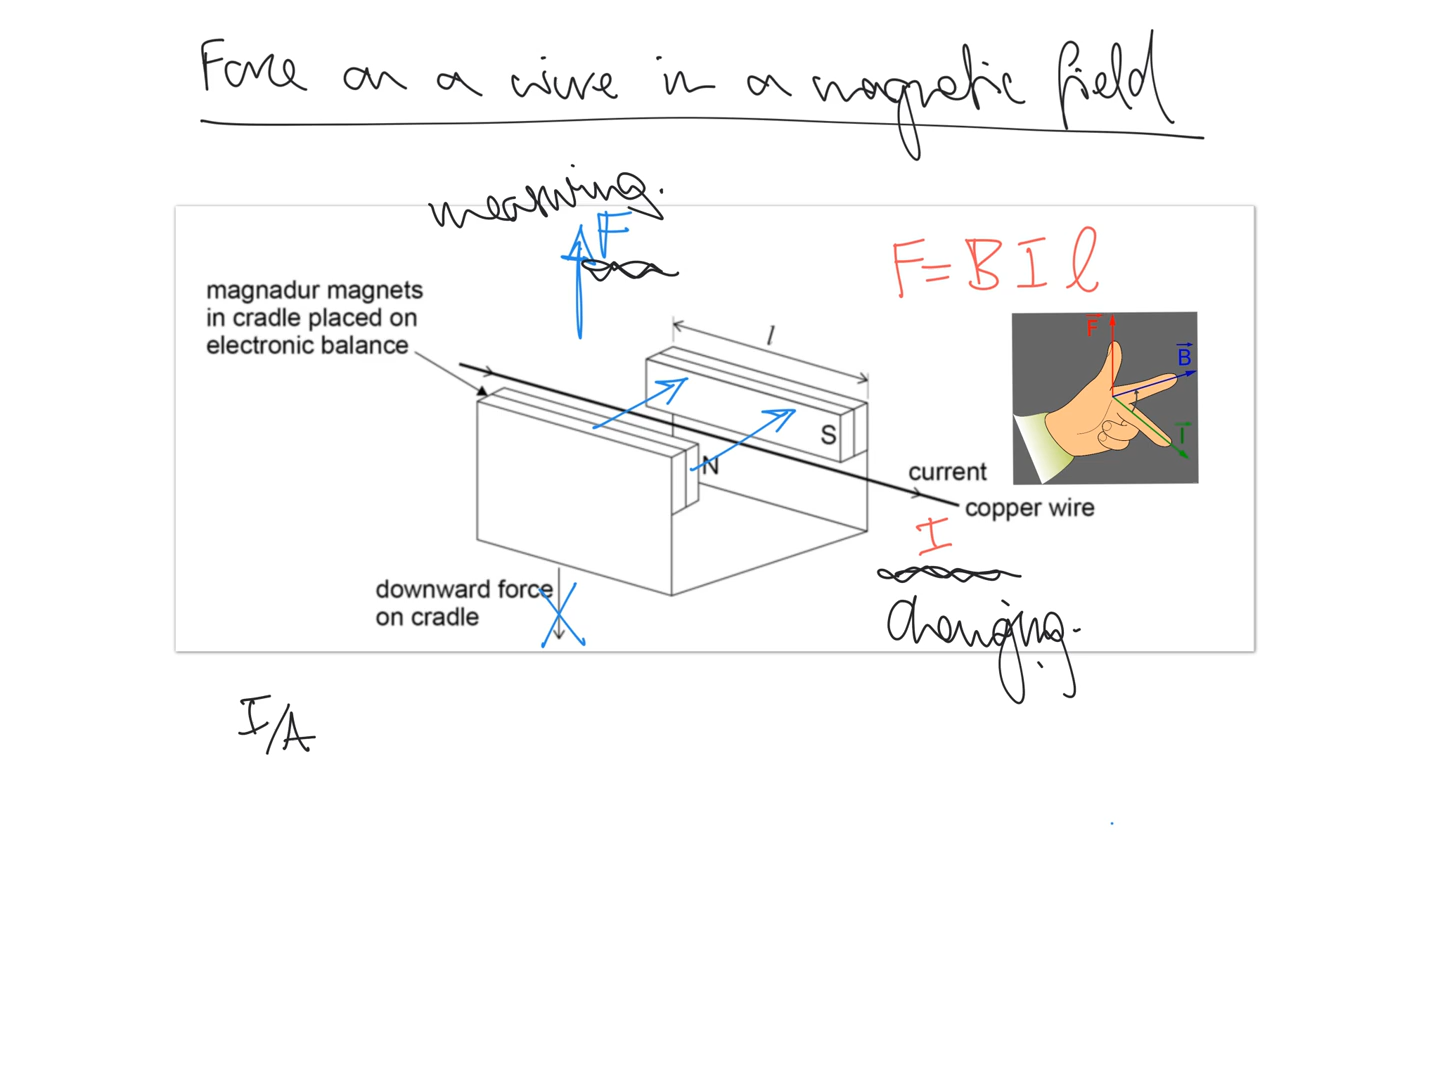 Force on a wire in a magnetic field
measuring.
F
F = B I l
magnadur magnets
in cradle placed on
electronic balance
l
F
B
I
S
N
current
copper wire
I
downward force
on cradle
changing.
I/A